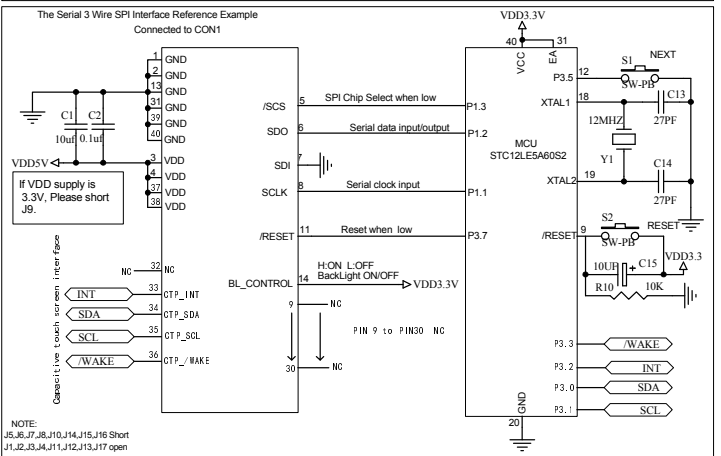 The Serial 3 Wire SPI Interface Reference Example
Connected to CON1
1 GND
2 GND
13 GND
31 GND
39 GND
40 GND
C1 C2
10uf 0.1uf
VDD5V
3 VDD
4 VDD
37 VDD
38 VDD
If VDD supply is
3.3V, Please short
J9.
Capacitive touch screen interface
NC 32 NC
INT 33 CTP_INT
SDA 34 CTP_SDA
SCL 35 CTP_SCL
/WAKE 36 CTP_/WAKE
/SCS 5 SPI Chip Select when low P1.3
SDO 6 Serial data input/output P1.2
SDI 7
SCLK 8 Serial clock input P1.1
/RESET 11 Reset when low P3.7
H:ON L:OFF
BL_CONTROL 14 BackLight ON/OFF VDD3.3V
9 NC
PIN 9 to PIN30 NC
30 NC
VDD3.3V
40 31
VCC EA
MCU
STC12LE5A60S2
S1 NEXT
P3.5 12 SW-PB
XTAL1 18 C13
12MHZ 27PF
Y1
C14
XTAL2 19
27PF
S2 RESET
/RESET 9 SW-PB
VDD3.3
10UF + C15
R10 10K
P3.3 /WAKE
P3.2 INT
P3.0 SDA
P3.1 SCL
GND
20
NOTE:
J5,J6,J7,J8,J10,J14,J15,J16 Short
J1,J2,J3,J4,J11,J12,J13,J17 open